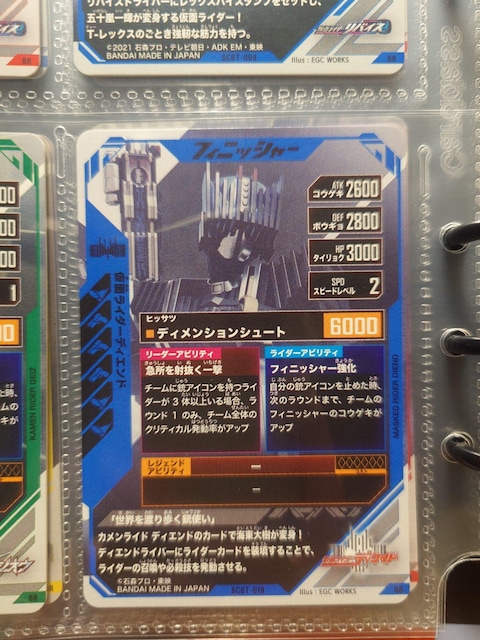 リバイスドライバーにレックスバイスタンプをセットし、
五十嵐一輝が変身する仮面ライダー!
T-レックスのごとき強靭な筋力を持つ。
©2021 石森プロ・テレビ朝日・ADK EM・東映
BANDAI MADE IN JAPAN
SCBT-009
Illus : EGC WORKS
フィニッシャー
仮面ライダーディエンド
ATK
コウゲキ 2600
DEF
ボウギョ 2800
HP
タイリョク 3000
SPD
スピードレベル 2
ヒッサツ
ディメンションシュート 6000
リーダーアビリティ
急所を射抜く一撃
チームに銃アイコンを持つライ
ダーが 3 体以上いる場合、ラ
ウンド 1 のみ、チーム全体の
クリティカル発動率がアップ
ライダーアビリティ
フィニッシャー強化
自分の銃アイコンを止めた時、
次のラウンドまで、チームの
フィニッシャーのコウゲキが
アップ
レジェンド
アビリティ
ー
ー
「世界を渡り歩く銃使い」
カメンライド ディエンドのカードで海東大樹が変身!
ディエンドライバーにライダーカードを装填することで、
ライダーの召喚や必殺技を発動させる。
©石森プロ・東映
BANDAI MADE IN JAPAN
SCBT-019
Illus : EGC WORKS
MASKED RIDER DIEND
KAMEN RIDER GEIZ